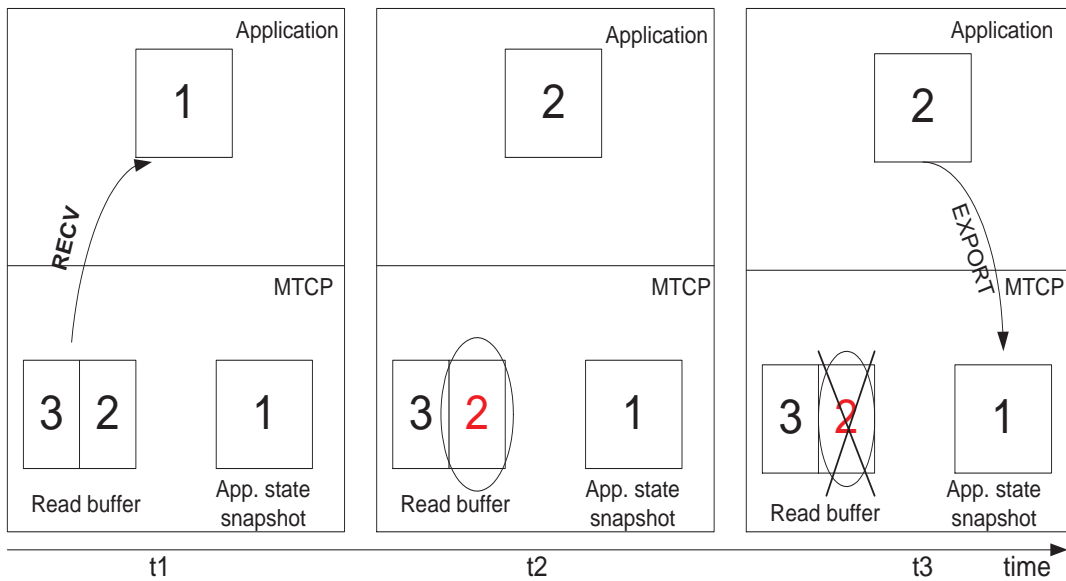 Application
1
RECV
MTCP
3 2
1
Read buffer
App. state
snapshot
t1
Application
2
MTCP
3 2
1
Read buffer
App. state
snapshot
t2
Application
2
EXPORT
MTCP
3 2
1
Read buffer
App. state
snapshot
t3
time